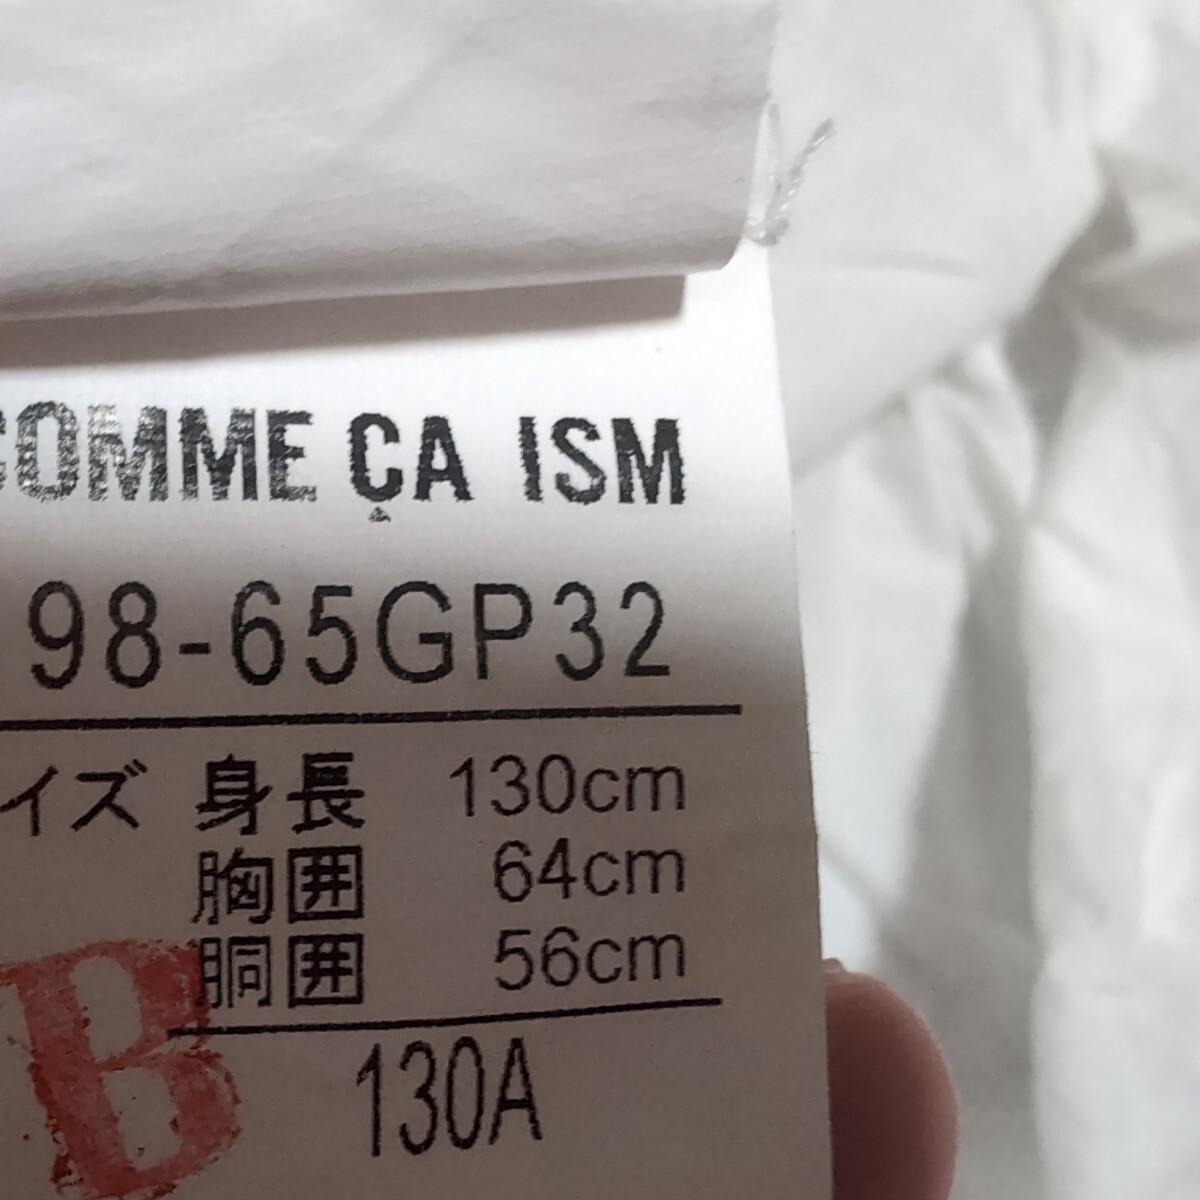 COMME ÇA ISM
98-65GP32
イズ 身長 130cm
胸囲 64cm
胴囲 56cm
130A
B